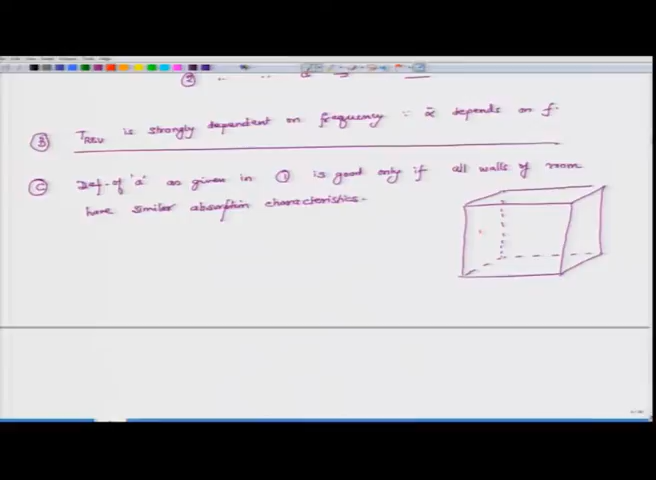 ②
Ⓑ T_REV is strongly dependent on frequency ∵ ᾱ depends on f.
Ⓒ Def. of 'a' as given in ① is good only if all walls of room
have similar absorption characteristics.